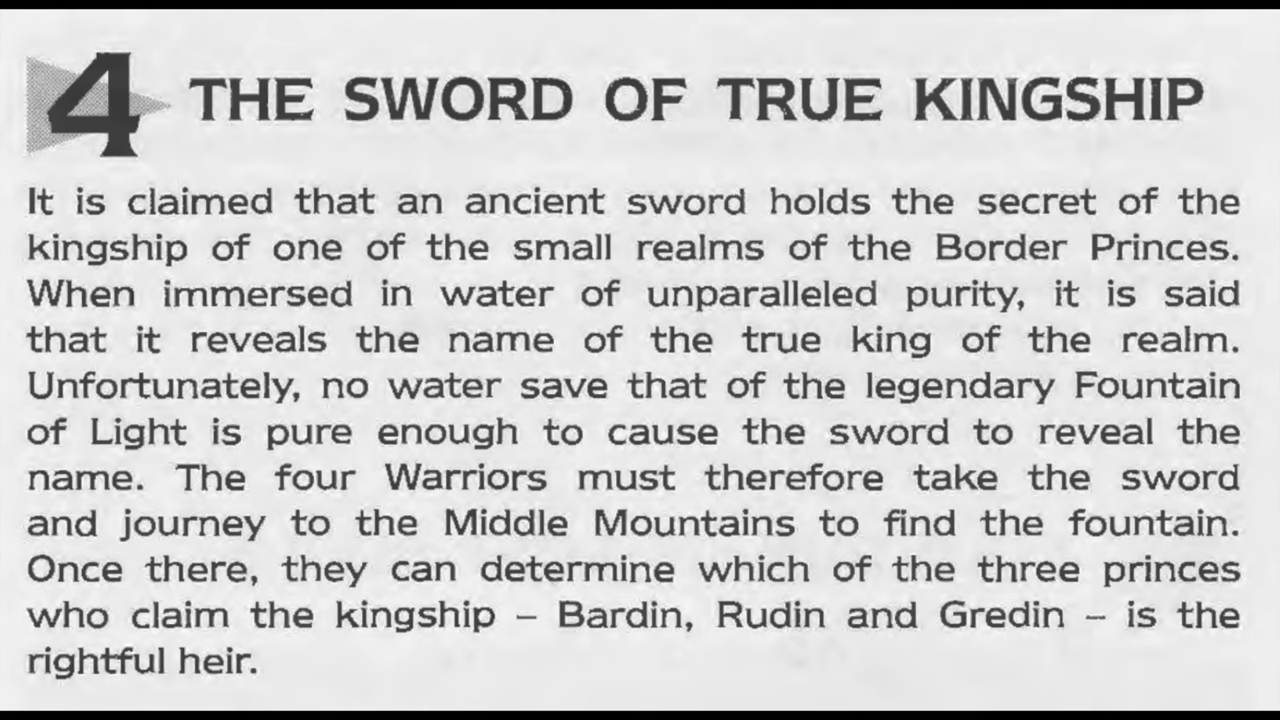 4 THE SWORD OF TRUE KINGSHIP
It is claimed that an ancient sword holds the secret of the
kingship of one of the small realms of the Border Princes.
When immersed in water of unparalleled purity, it is said
that it reveals the name of the true king of the realm.
Unfortunately, no water save that of the legendary Fountain
of Light is pure enough to cause the sword to reveal the
name. The four Warriors must therefore take the sword
and journey to the Middle Mountains to find the fountain.
Once there, they can determine which of the three princes
who claim the kingship – Bardin, Rudin and Gredin – is the
rightful heir.